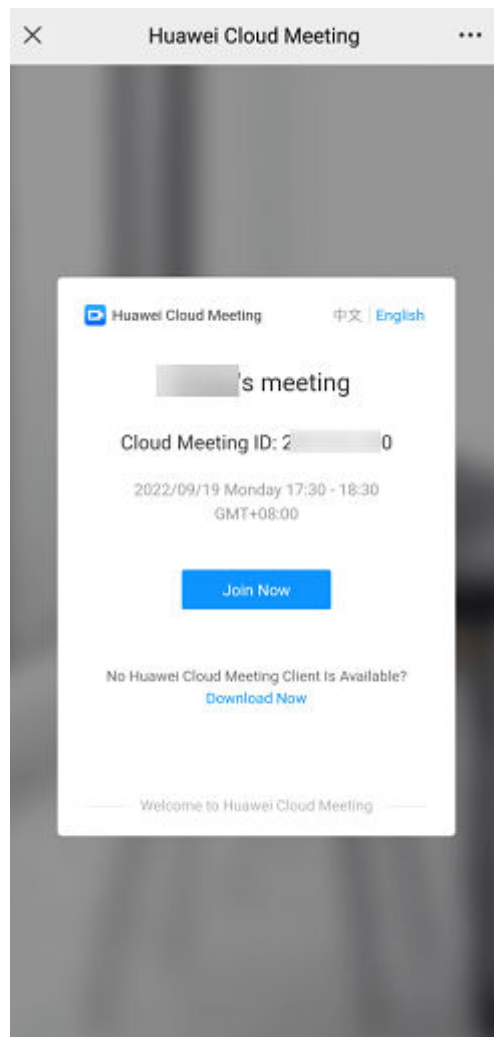 Huawei Cloud Meeting
Huawei Cloud Meeting
中文 | English
's meeting
Cloud Meeting ID: 2 0
2022/09/19 Monday 17:30 - 18:30
GMT+08:00
Join Now
No Huawei Cloud Meeting Client Is Available?
Download Now
Welcome to Huawei Cloud Meeting